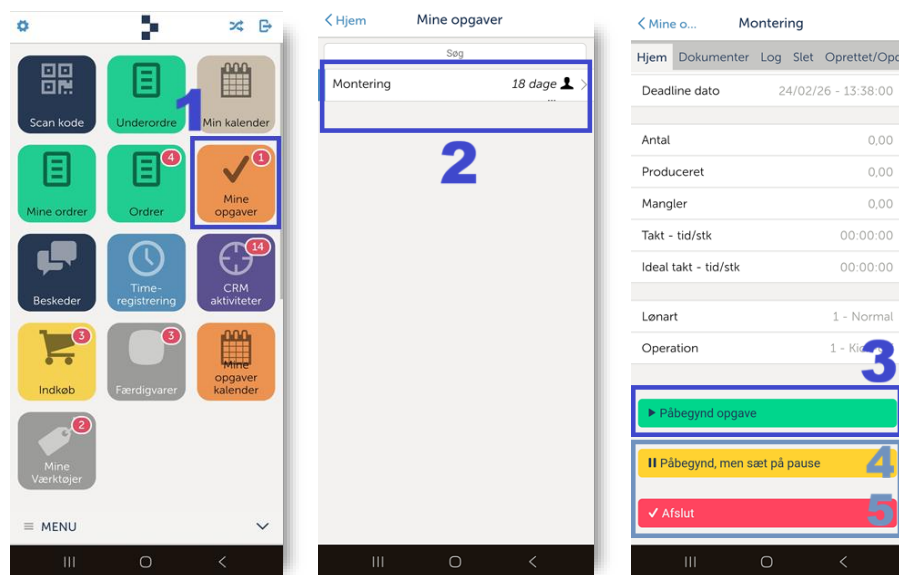 Scan kode
Underordre
Min kalender
1
Mine ordrer
4
Ordrer
1
Mine
opgaver
Beskeder
Time-
registrering
14
CRM
aktiviteter
3
Indkøb
3
Færdigvarer
Mine
opgaver
kalender
2
Mine
Værktøjer
MENU
Hjem Mine opgaver
Søg
Montering 18 dage
...
2
Mine o... Montering
Hjem Dokumenter Log Slet Oprettet/Opd
Deadline dato 24/02/26 - 13:38:00
Antal 0,00
Produceret 0,00
Mangler 0,00
Takt - tid/stk 00:00:00
Ideal takt - tid/stk 00:00:00
Lønart 1 - Normal
Operation 1 -
3
Påbegynd opgave
Påbegynd, men sæt på pause 4
Afslut 5